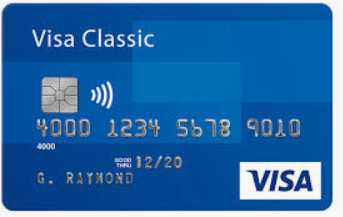 Visa Classic
4000 1234 5678 9010
4000
GOOD THRU 12/20
G. RAYMOND
VISA